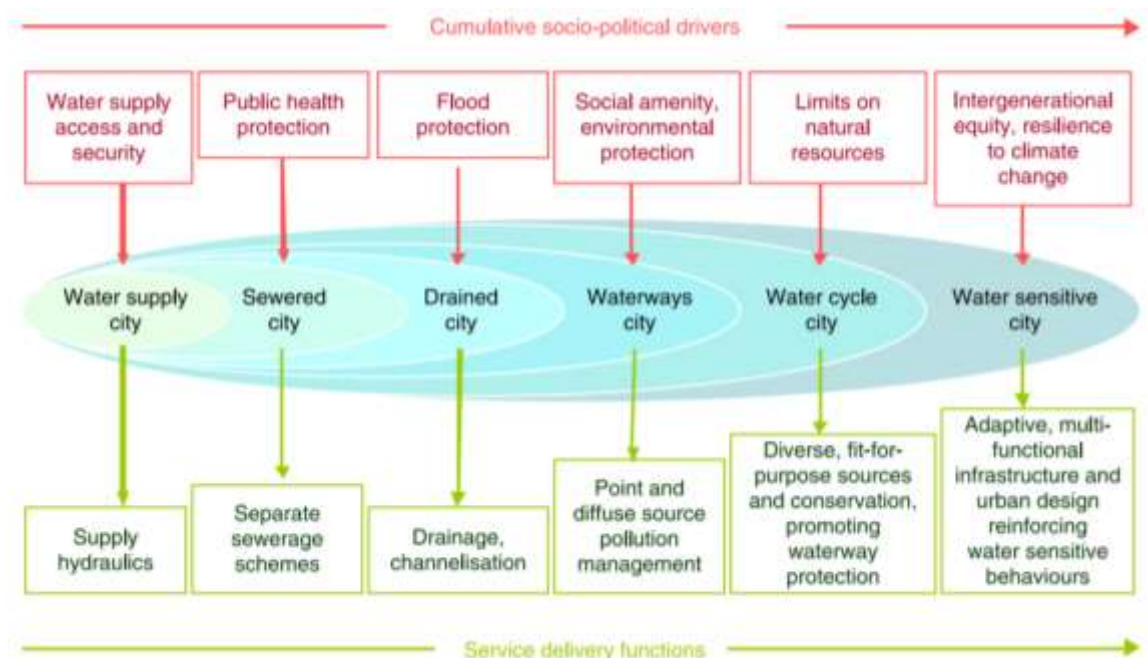 Cumulative socio-political drivers
Water supply
access and
security
Public health
protection
Flood
protection
Social amenity,
environmental
protection
Limits on
natural
resources
Intergenerational
equity, resilience
to climate
change
Water supply
city
Sewered
city
Drained
city
Waterways
city
Water cycle
city
Water sensitive
city
Supply
hydraulics
Separate
sewerage
schemes
Drainage,
channelisation
Point and
diffuse source
pollution
management
Diverse, fit-for-
purpose sources
and conservation,
promoting
waterway
protection
Adaptive, multi-
functional
infrastructure and
urban design
reinforcing
water sensitive
behaviours
Service delivery functions